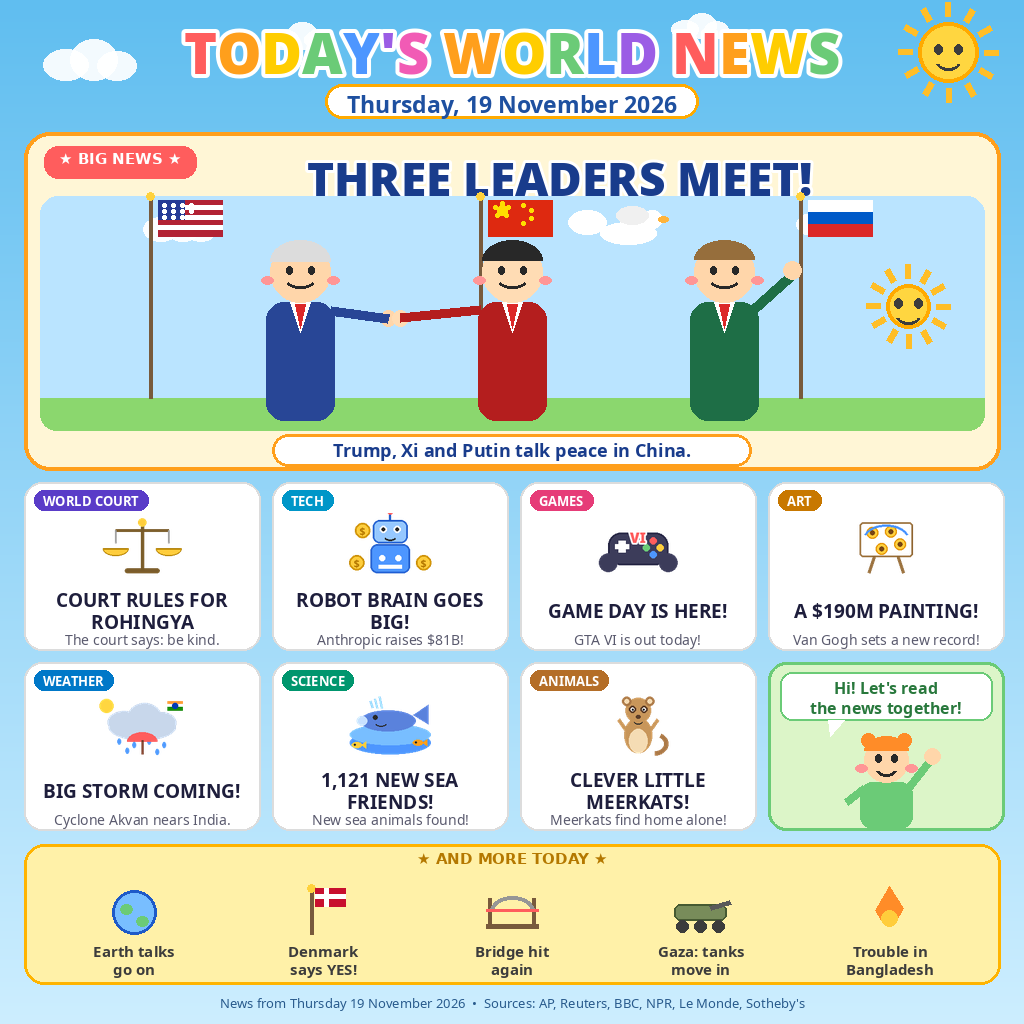 TODAY'S WORLD NEWS
Thursday, 19 November 2026
★ BIG NEWS ★
THREE LEADERS MEET!
Trump, Xi and Putin talk peace in China.
WORLD COURT
COURT RULES FOR
ROHINGYA
The court says: be kind.
TECH
$
$
$
ROBOT BRAIN GOES
BIG!
Anthropic raises $81B!
GAMES
VI
GAME DAY IS HERE!
GTA VI is out today!
ART
A $190M PAINTING!
Van Gogh sets a new record!
WEATHER
BIG STORM COMING!
Cyclone Akvan nears India.
SCIENCE
1,121 NEW SEA
FRIENDS!
New sea animals found!
ANIMALS
CLEVER LITTLE
MEERKATS!
Meerkats find home alone!
Hi! Let's read
the news together!
★ AND MORE TODAY ★
Earth talks
go on
Denmark
says YES!
Bridge hit
again
Gaza: tanks
move in
Trouble in
Bangladesh
News from Thursday 19 November 2026 • Sources: AP, Reuters, BBC, NPR, Le Monde, Sotheby's